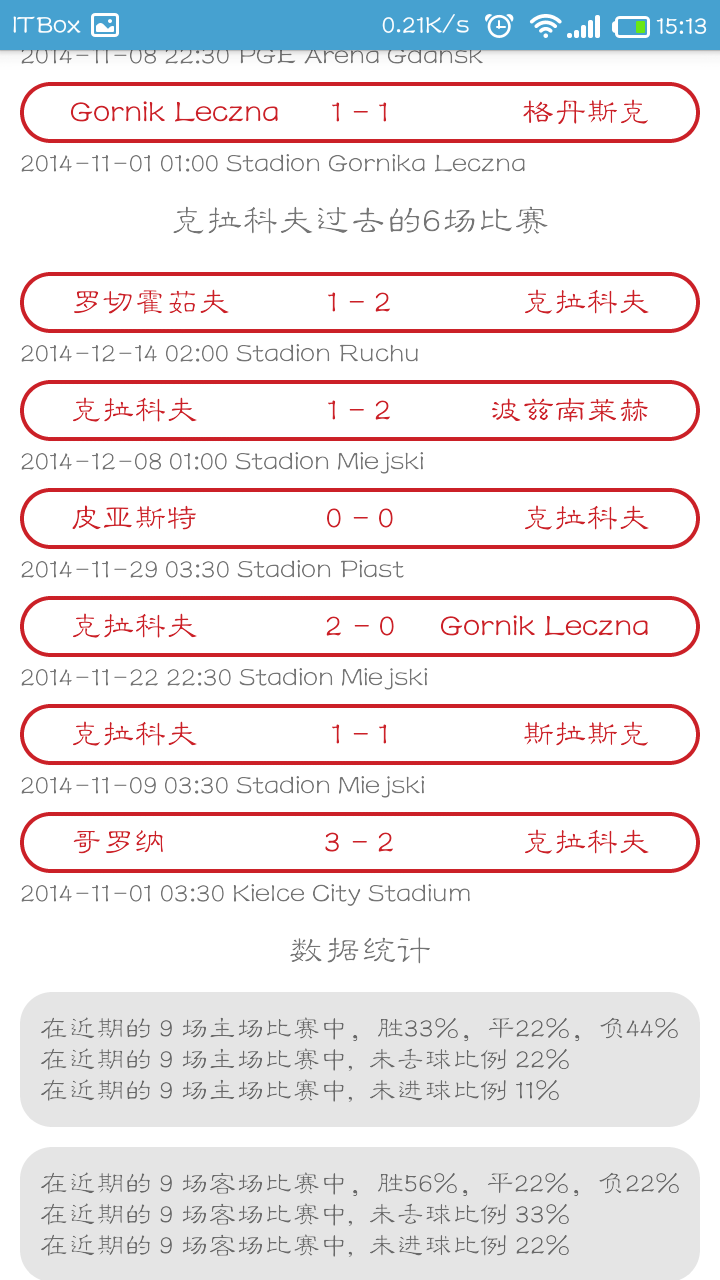 ITBox 0.21K/s 15:13
2014-11-08 22:30 PGE Arena Gdansk
Gornik Leczna 1 - 1 格丹斯克
2014-11-01 01:00 Stadion Gornika Leczna
克拉科夫过去的6场比赛
罗切霍茹夫 1 - 2 克拉科夫
2014-12-14 02:00 Stadion Ruchu
克拉科夫 1 - 2 波兹南莱赫
2014-12-08 01:00 Stadion Miejski
皮亚斯特 0 - 0 克拉科夫
2014-11-29 03:30 Stadion Piast
克拉科夫 2 - 0 Gornik Leczna
2014-11-22 22:30 Stadion Miejski
克拉科夫 1 - 1 斯拉斯克
2014-11-09 03:30 Stadion Miejski
哥罗纳 3 - 2 克拉科夫
2014-11-01 03:30 Kielce City Stadium
数据统计
在近期的 9 场主场比赛中，胜33%，平22%，负44%
在近期的 9 场主场比赛中，未丢球比例 22%
在近期的 9 场主场比赛中，未进球比例 11%
在近期的 9 场客场比赛中，胜56%，平22%，负22%
在近期的 9 场客场比赛中，未丢球比例 33%
在近期的 9 场客场比赛中，未进球比例 22%